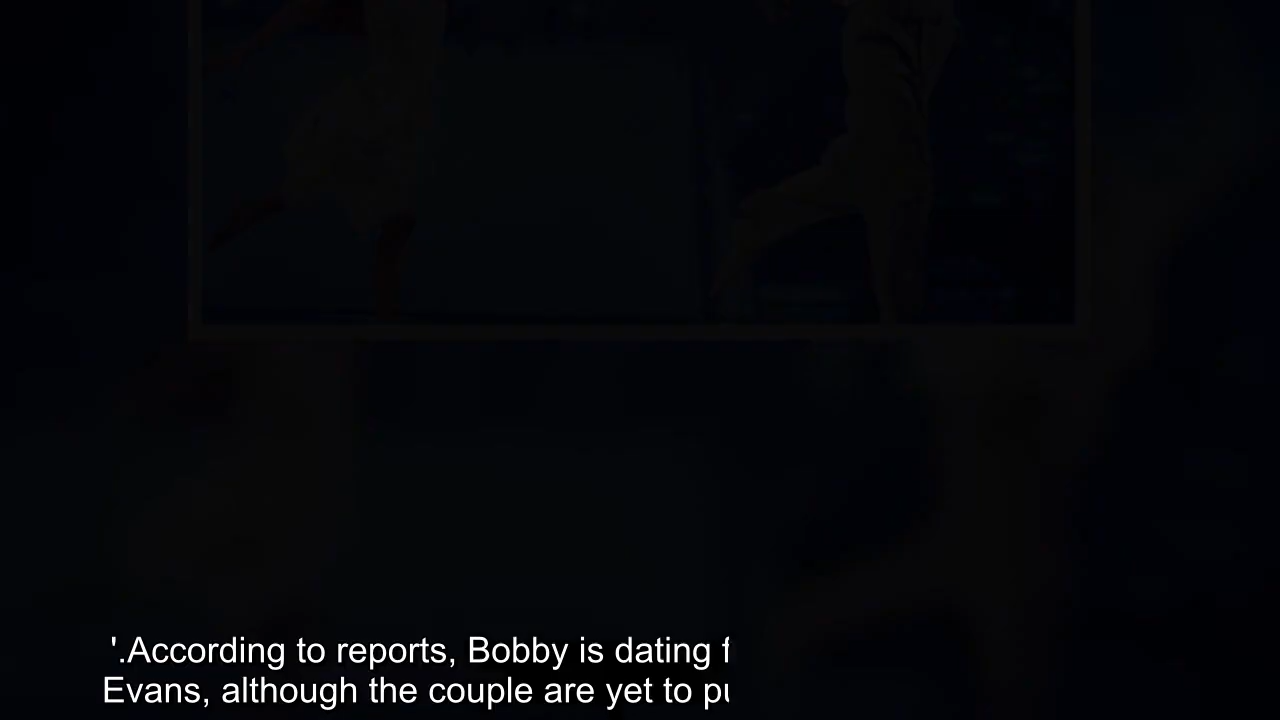 '.According to reports, Bobby is dating
Evans, although the couple are yet to